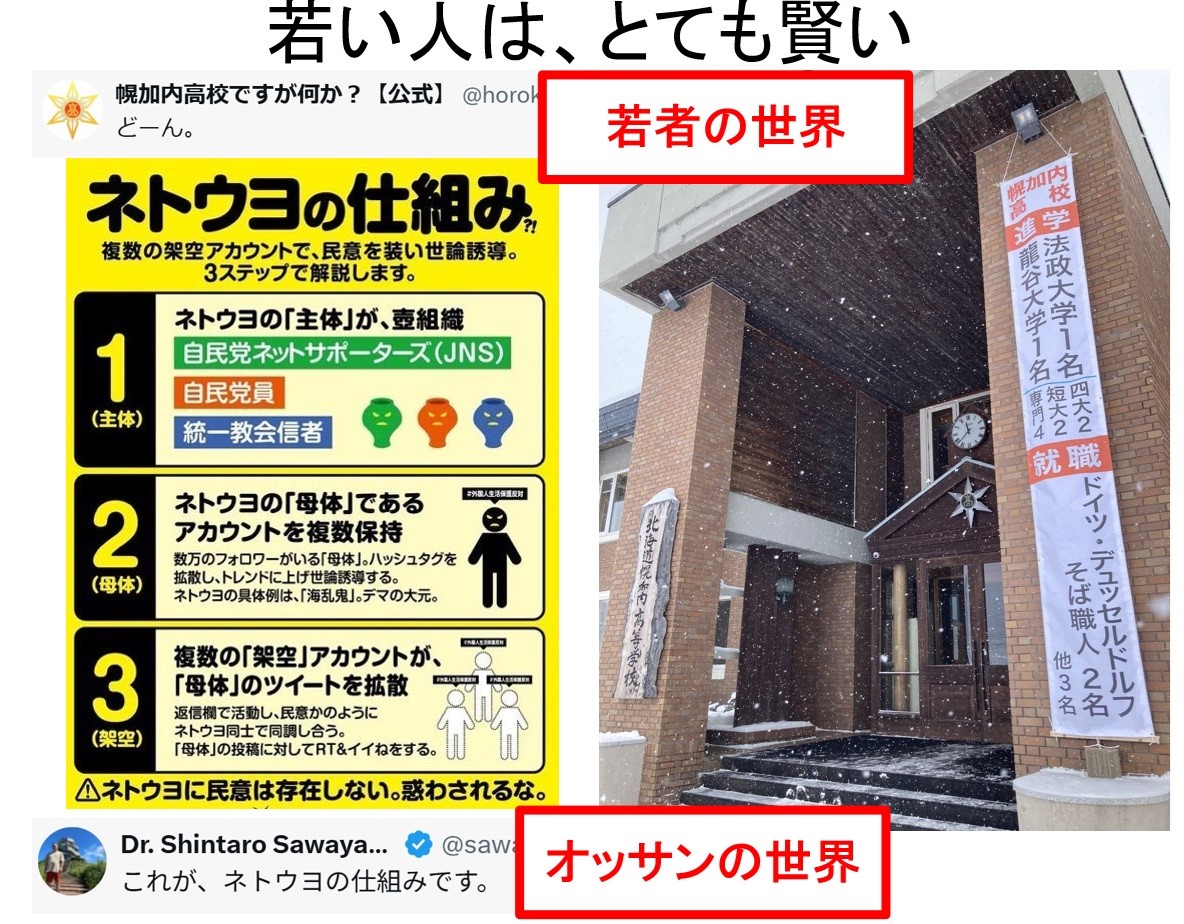 若い人は、とても賢い
幌加内高校ですが何か？【公式】 @horok
どーん。
若者の世界
ネトウヨの仕組み?!
複数の架空アカウントで、民意を装い世論誘導。
3ステップで解説します。
1
(主体)
ネトウヨの「主体」が、壺組織
自民党ネットサポーターズ(JNS)
自民党員
統一教会信者
2
(母体)
ネトウヨの「母体」である
アカウントを複数保持
数万のフォロワーがいる「母体」。ハッシュタグを
拡散し、トレンドに上げ世論誘導する。
ネトウヨの具体例は、「海乱鬼」。デマの大元。
#外国人生活保護反対
3
(架空)
複数の「架空」アカウントが、
「母体」のツイートを拡散
返信欄で活動し、民意かのように
ネトウヨ同士で同調し合う。
「母体」の投稿に対してRT&イイねをする。
#外国人生活保護反対
#外国人生活保護反対
#外国人生活保護反対
⚠ネトウヨに民意は存在しない。惑わされるな。
幌加内
高校
進学
法政大学1名
龍谷大学1名
四大2
短大2
専門4
就職
ドイツ・デュッセルドルフ
そば職人2名
他3名
北海道幌加内高等学校
Dr. Shintaro Sawaya... @sawa
これが、ネトウヨの仕組みです。
オッサンの世界